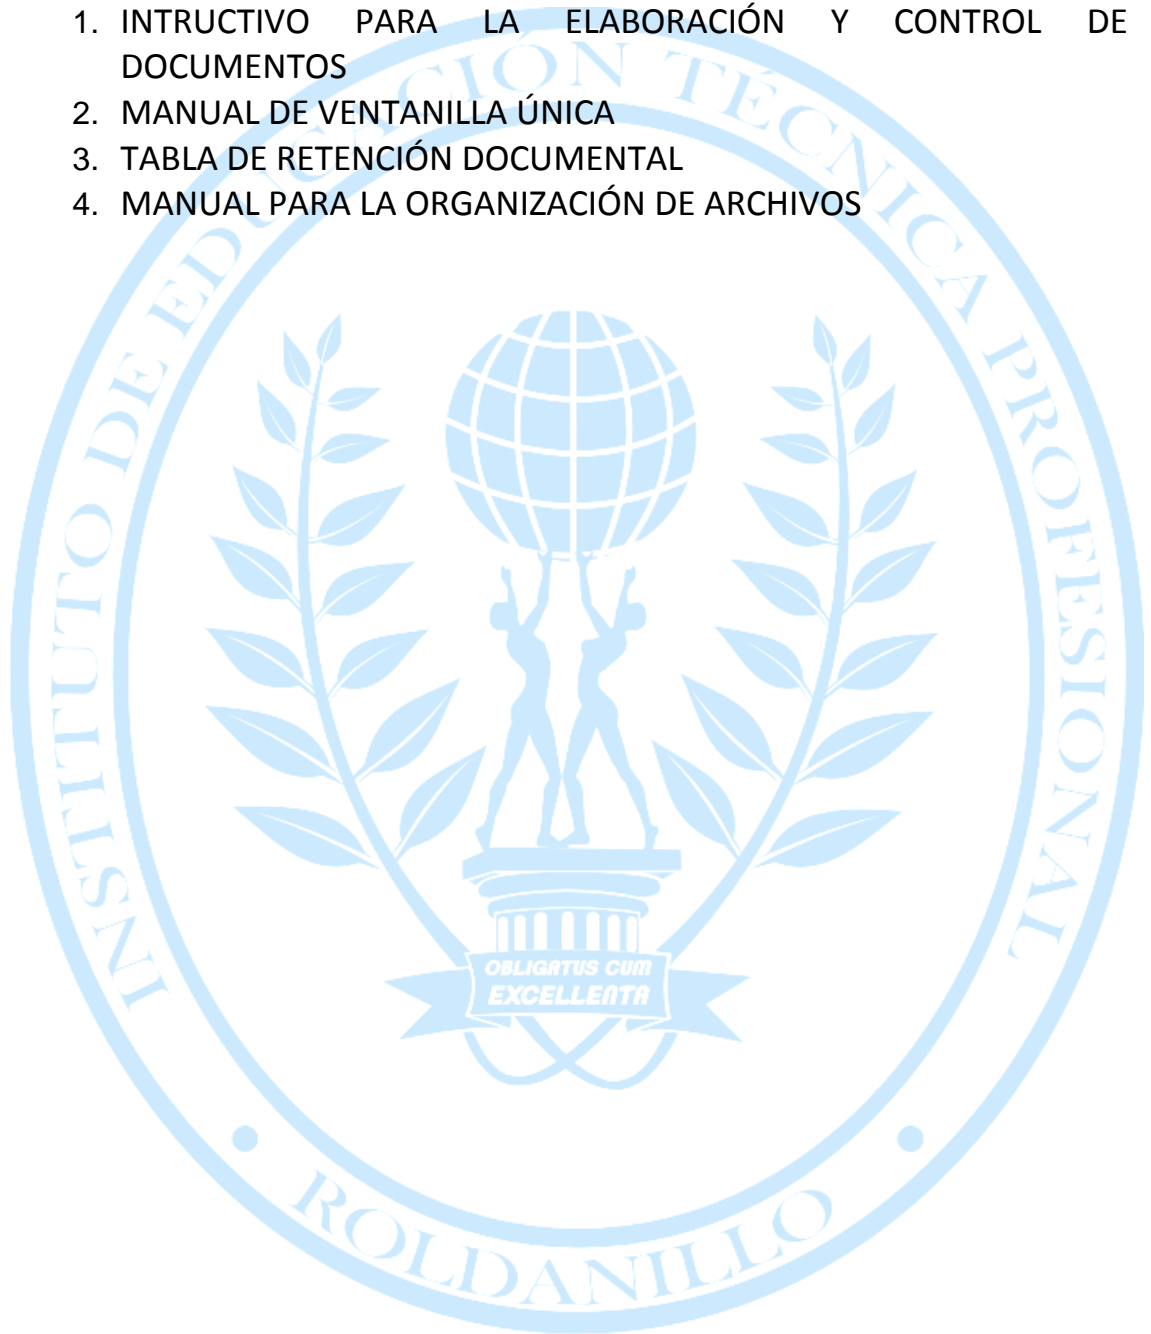 1. INTRUCTIVO PARA LA ELABORACIÓN Y CONTROL DE
DOCUMENTOS
2. MANUAL DE VENTANILLA ÚNICA
3. TABLA DE RETENCIÓN DOCUMENTAL
4. MANUAL PARA LA ORGANIZACIÓN DE ARCHIVOS
INSTITUTO DE EDUCACIÓN TÉCNICA PROFESIONAL
OBLIGATUS CUM
EXCELLENTA
• ROLDANILLO •